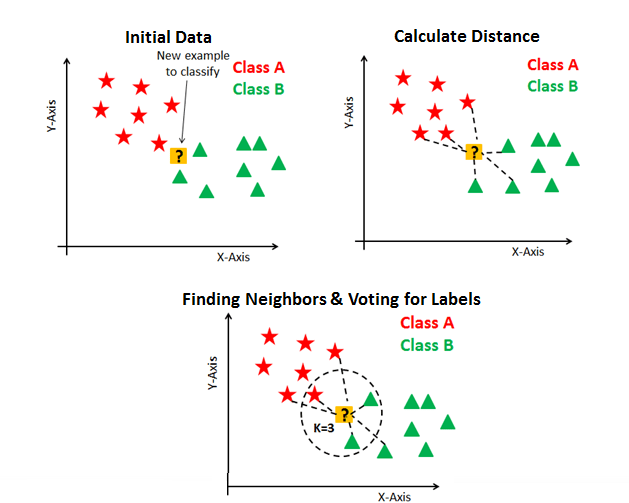 Initial Data
New example
to classify
Class A
Class B
Y-Axis
?
X-Axis
Calculate Distance
Class A
Class B
Y-Axis
?
X-Axis
Finding Neighbors & Voting for Labels
Class A
Class B
Y-Axis
?
K=3
X-Axis